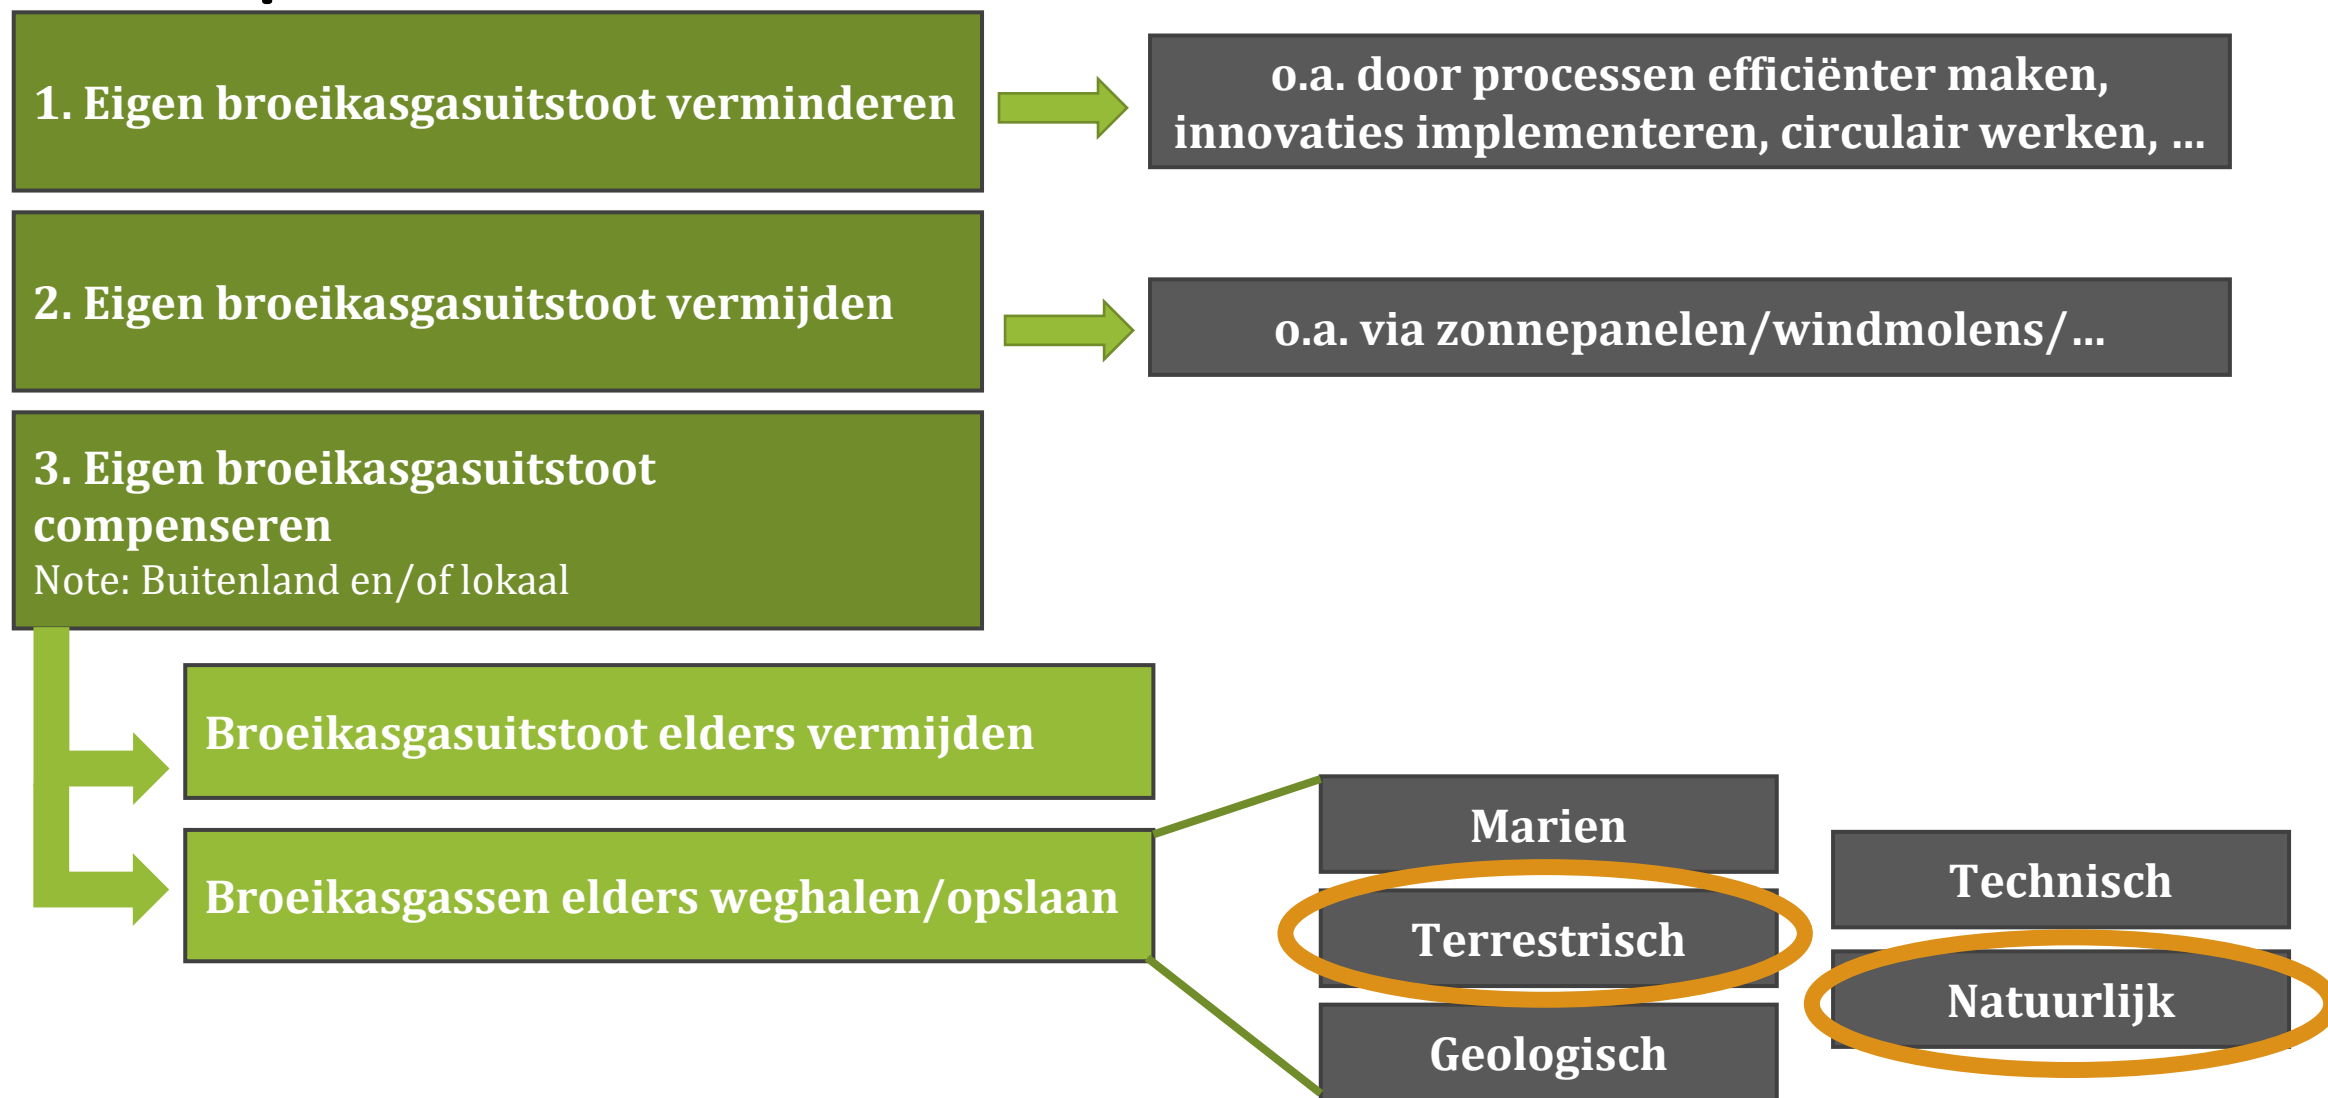 1. Eigen broeikasgasuitstoot verminderen
o.a. door processen efficiënter maken,
innovaties implementeren, circulair werken, ...
2. Eigen broeikasgasuitstoot vermijden
o.a. via zonnepanelen/windmolens/...
3. Eigen broeikasgasuitstoot
compenseren
Note: Buitenland en/of lokaal
Broeikasgasuitstoot elders vermijden
Broeikasgassen elders weghalen/opslaan
Marien
Terrestrisch
Geologisch
Technisch
Natuurlijk